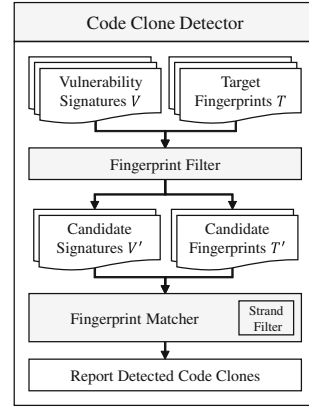 Code Clone Detector
Vulnerability
Signatures V
Target
Fingerprints T
Fingerprint Filter
Candidate
Signatures V'
Candidate
Fingerprints T'
Fingerprint Matcher
Strand
Filter
Report Detected Code Clones